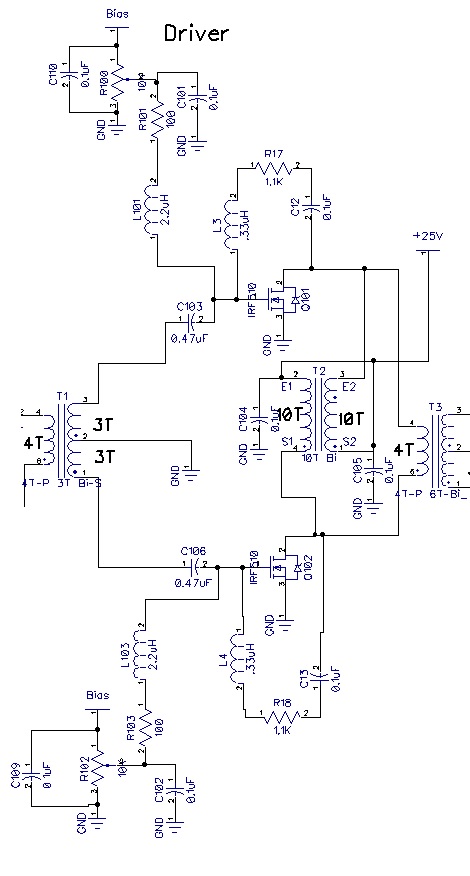 Bias
Driver
C110
0.1uF
R100
10K
C101
0.1uF
GND
R101
100
GND
R17
1.1K
L101
2.2uH
L3
.33uH
C12
0.1uF
+25V
C103
0.47uF
IRF510
Q101
GND
T1
3T
4T
3T
4T-P
3T
Bi-S
GND
T2
E1
E2
C104
0.1uF
10T
10T
S1
S2
10T
Bi
GND
C105
0.1uF
GND
T3
4T
4T-P
6T-Bi_
C106
0.47uF
IRF510
Q102
GND
L103
2.2uH
L4
.33uH
C13
0.1uF
R18
1.1K
Bias
R103
100
C109
0.1uF
R102
10K
C102
0.1uF
GND
GND